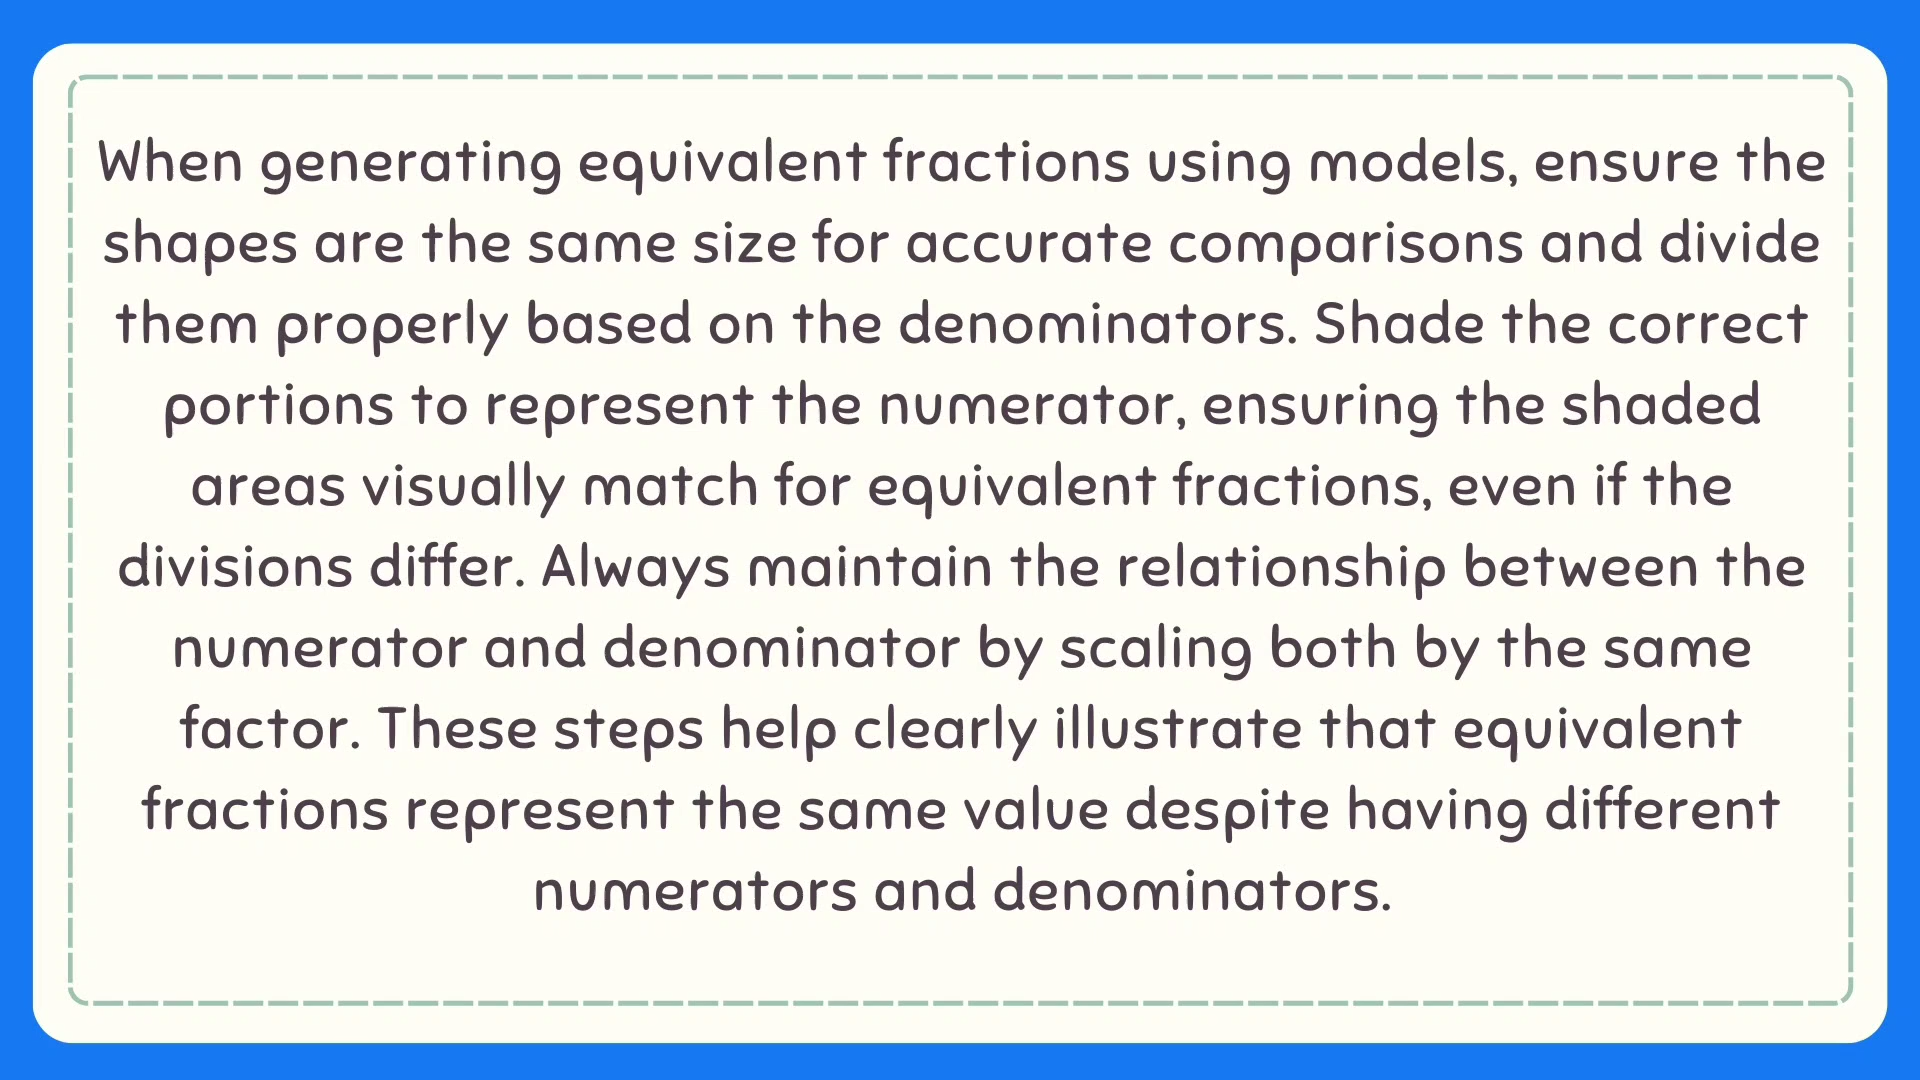 When generating equivalent fractions using models, ensure the
shapes are the same size for accurate comparisons and divide
them properly based on the denominators. Shade the correct
portions to represent the numerator, ensuring the shaded
areas visually match for equivalent fractions, even if the
divisions differ. Always maintain the relationship between the
numerator and denominator by scaling both by the same
factor. These steps help clearly illustrate that equivalent
fractions represent the same value despite having different
numerators and denominators.